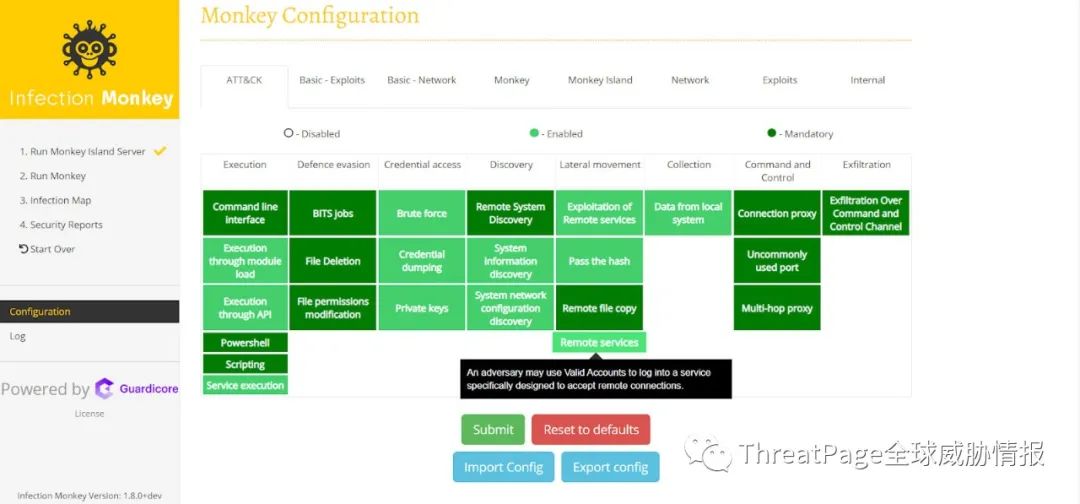 Monkey Configuration
Infection Monkey
1. Run Monkey Island Server
2. Run Monkey
3. Infection Map
4. Security Reports
Start Over
Configuration
Log
Powered by Guardicore
License
Infection Monkey Version: 1.8.0+dev
ATT&CK Basic - Exploits Basic - Network Monkey Monkey Island Network Exploits Internal
- Disabled - Enabled - Mandatory
Execution Defence evasion Credential access Discovery Lateral movement Collection Command and Control Exfiltration
Command line interface
BITS jobs
Brute force
Remote System Discovery
Exploitation of Remote services
Data from local system
Connection proxy
Exfiltration Over Command and Control Channel
Execution through module load
File Deletion
Credential dumping
System information discovery
Pass the hash
Uncommonly used port
Execution through API
File permissions modification
Private keys
System network configuration discovery
Remote file copy
Multi-hop proxy
Powershell
Remote services
Scripting
Service execution
An adversary may use Valid Accounts to log into a service
specifically designed to accept remote connections.
Submit Reset to defaults
Import Config Export config
ThreatPage全球威胁情报